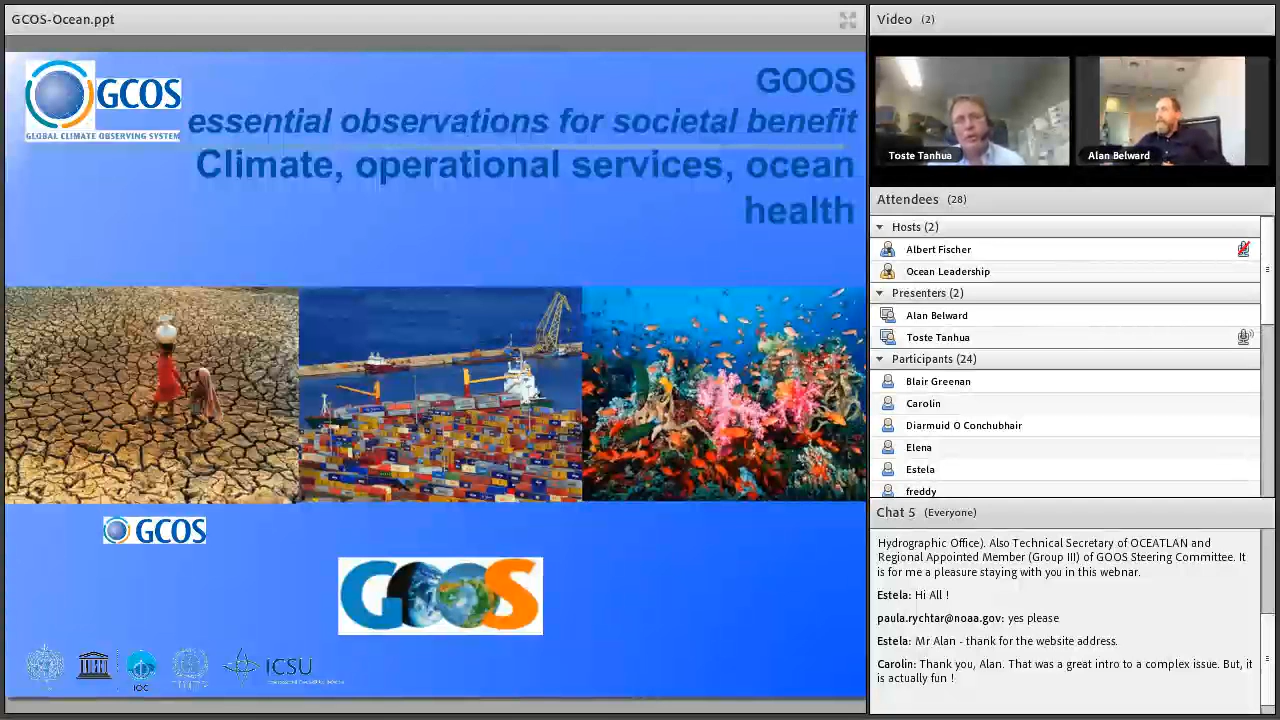 GCOS-Ocean.ppt
GCOS
GLOBAL CLIMATE OBSERVING SYSTEM
GOOS
essential observations for societal benefit
Climate, operational services, ocean
health
GCOS
GOOS
IOC
ICSU
Video (2)
Toste Tanhua
Alan Belward
Attendees (28)
Hosts (2)
Albert Fischer
Ocean Leadership
Presenters (2)
Alan Belward
Toste Tanhua
Participants (24)
Blair Greenan
Carolin
Diarmuid O Conchubhair
Elena
Estela
freddy
Chat 5 (Everyone)
Hydrographic Office). Also Technical Secretary of OCEATLAN and
Regional Appointed Member (Group III) of GOOS Steering Committee. It
is for me a pleasure staying with you in this webnar.
Estela: Hi All !
paula.rychtar@noaa.gov: yes please
Estela: Mr Alan - thank for the website address.
Carolin: Thank you, Alan. That was a great intro to a complex issue. But, it
is actually fun !